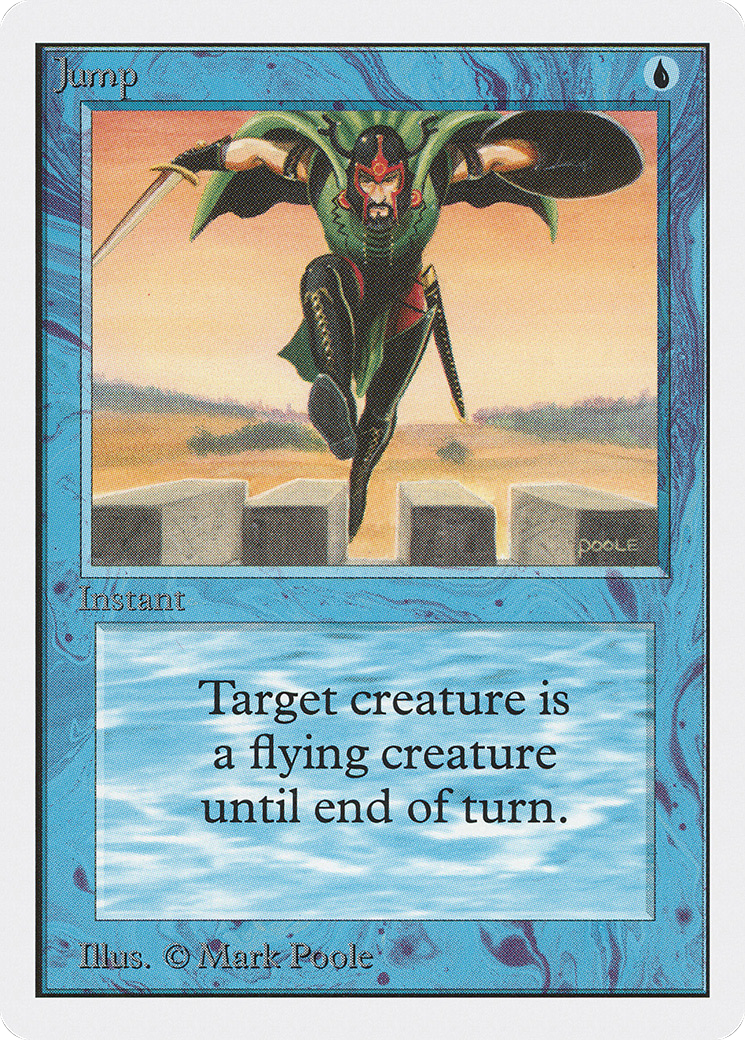 Jump
POOLE
Instant
Target creature is
a flying creature
until end of turn.
Illus. © Mark Poole